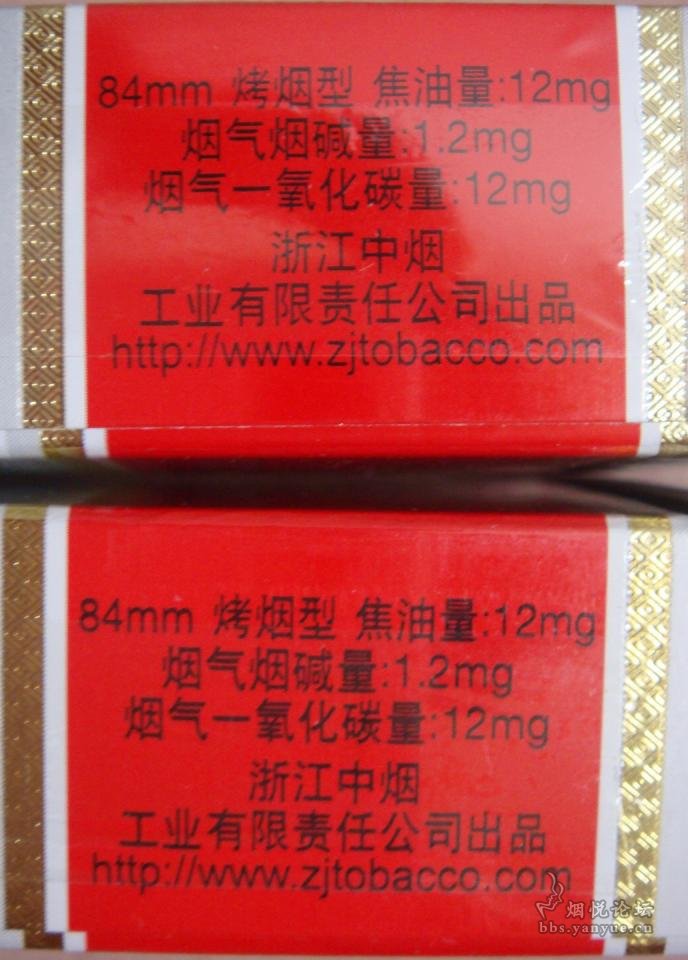 84mm 烤烟型 焦油量:12mg
烟气烟碱量:1.2mg
烟气一氧化碳量:12mg
浙江中烟
工业有限责任公司出品
http://www.zjtobacco.com
84mm 烤烟型 焦油量:12mg
烟气烟碱量:1.2mg
烟气一氧化碳量:12mg
浙江中烟
工业有限责任公司出品
http://www.zjtobacco.com
烟悦论坛
bbs.yanyue.cn